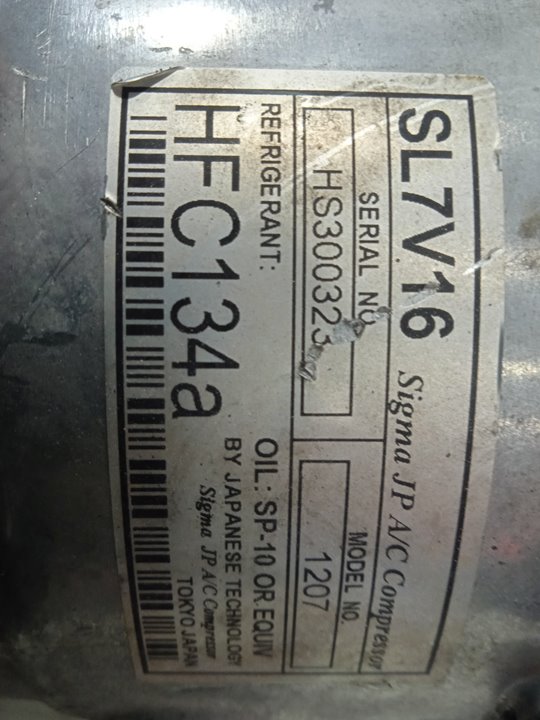 SL7V16 Sigma JP A/C Compressor
SERIAL NO. MODEL NO.
HS300323 1207
REFRIGERANT: OIL: SP-10 OR.EQUIV
HFC134a BY JAPANESE TECHNOLOGY
Sigma JP A/C Compressor
TOKYO JAPAN